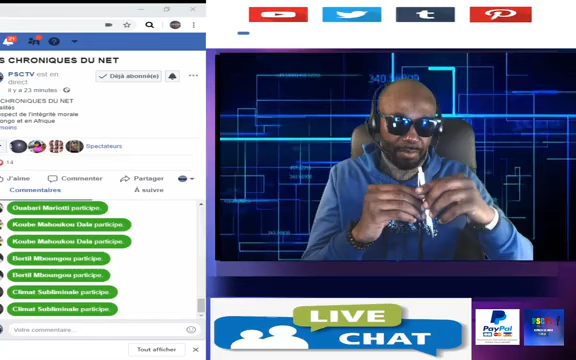 S CHRONIQUES DU NET
PSCTV est en
direct
il y a 23 minutes
Déjà abonné(e)
CHRONIQUES DU NET
alités
espect de l'intégrité morale
ongo et en Afrique
moins
Spectateurs
14
J'aime
Commenter
Partager
Commentaires
À suivre
Ouabari Mariotti participe.
Koube Mahoukou Dala participe.
Koube Mahoukou Dala participe.
Bertil Mboungou participe.
Bertil Mboungou participe.
Climat Subliminale participe.
Climat Subliminale participe.
Votre commentaire...
Tout afficher
LIVE
CHAT
PayPal